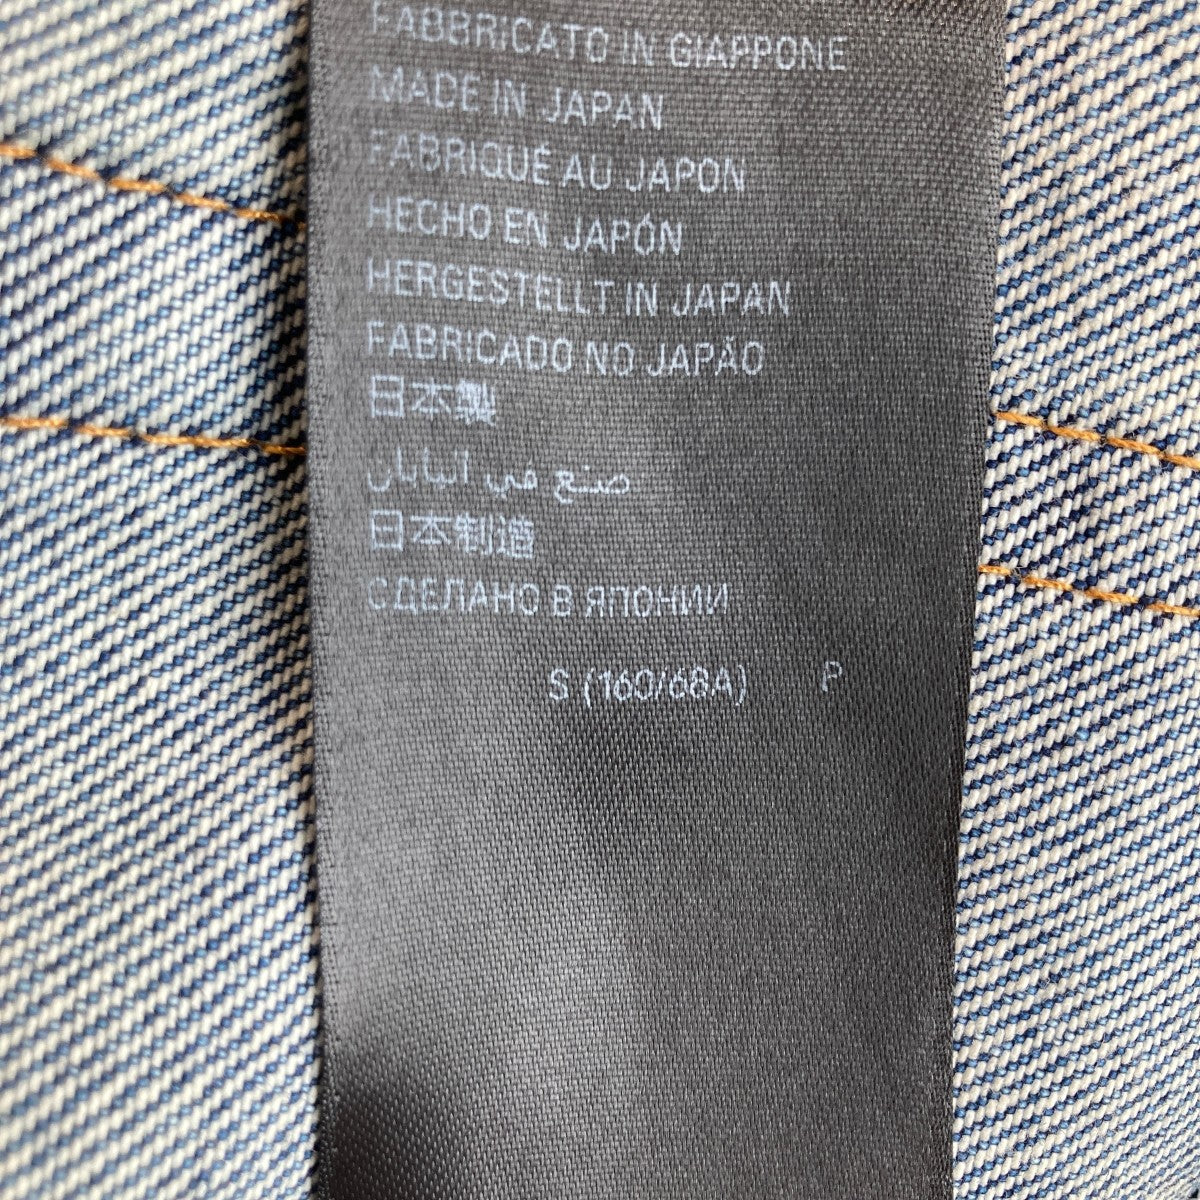 FABBRICATO IN GIAPPONE
MADE IN JAPAN
FABRIQUÉ AU JAPON
HECHO EN JAPÓN
HERGESTELLT IN JAPAN
FABRICADO NO JAPÃO
日本製
صنع في اليابان
日本制造
СДЕЛАНО В ЯПОНИИ
S (160/68A) P